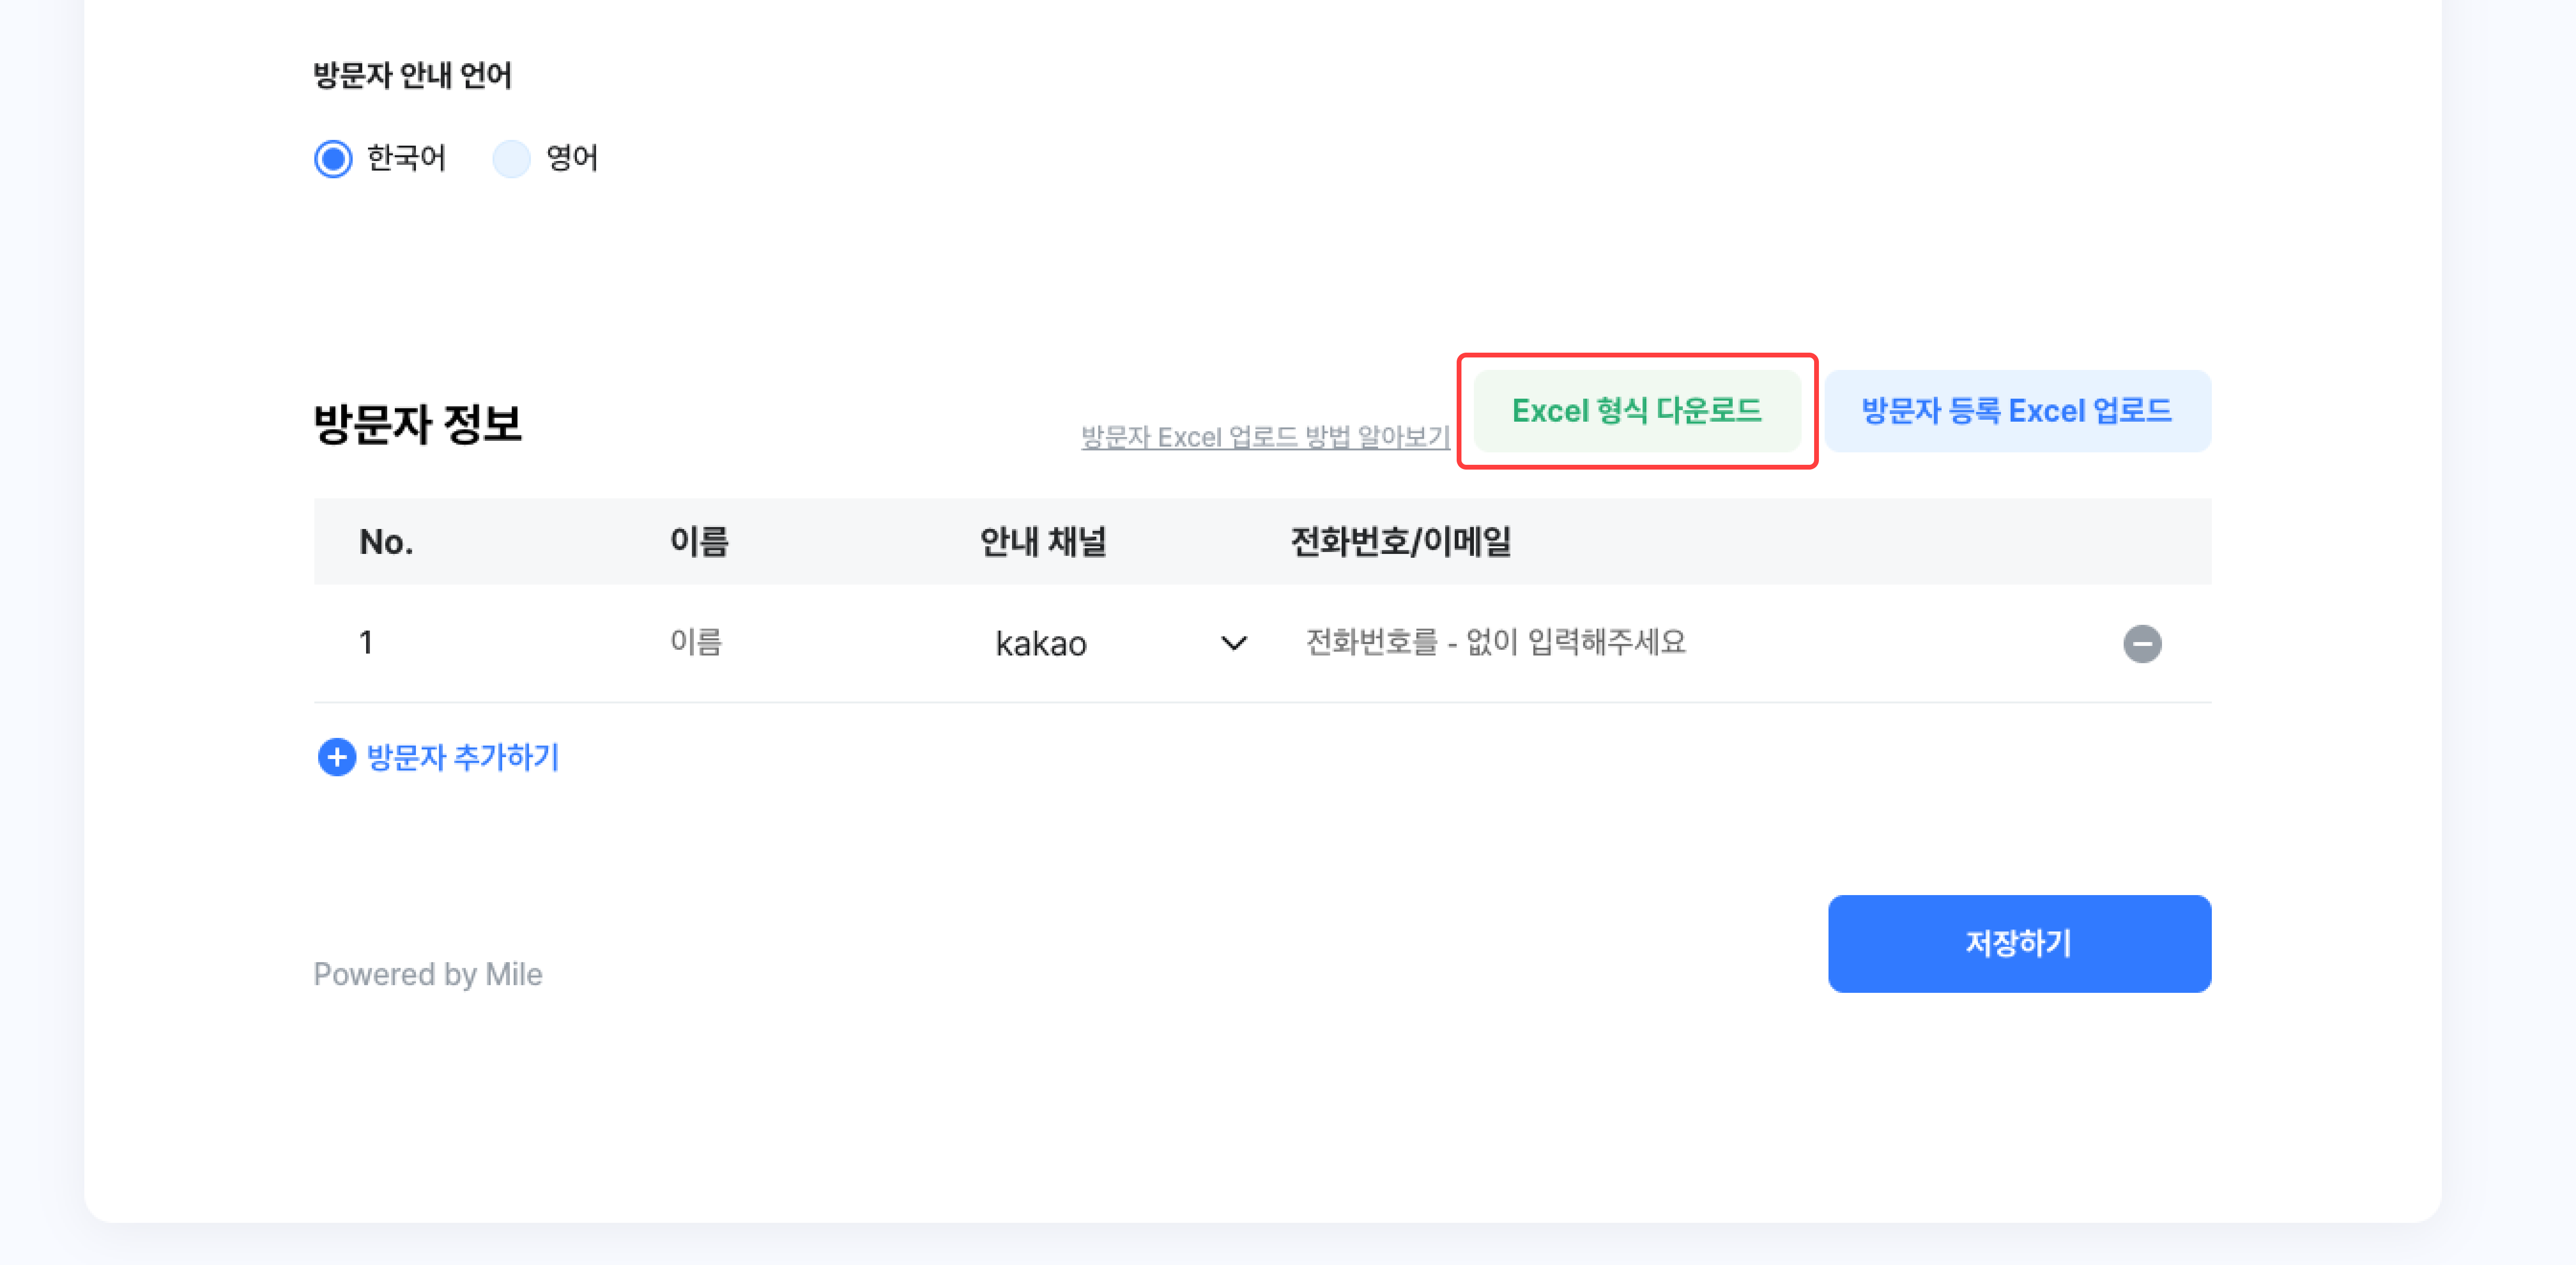 방문자 안내 언어
한국어 영어
방문자 정보
방문자 Excel 업로드 방법 알아보기 Excel 형식 다운로드 방문자 등록 Excel 업로드
No. 이름 안내 채널 전화번호/이메일
1 이름 kakao 전화번호를 - 없이 입력해주세요
방문자 추가하기
저장하기
Powered by Mile